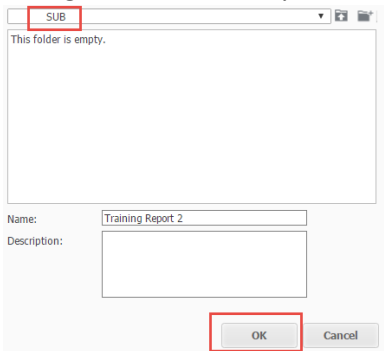 SUB
This folder is empty.
Name: Training Report 2
Description:
OK Cancel